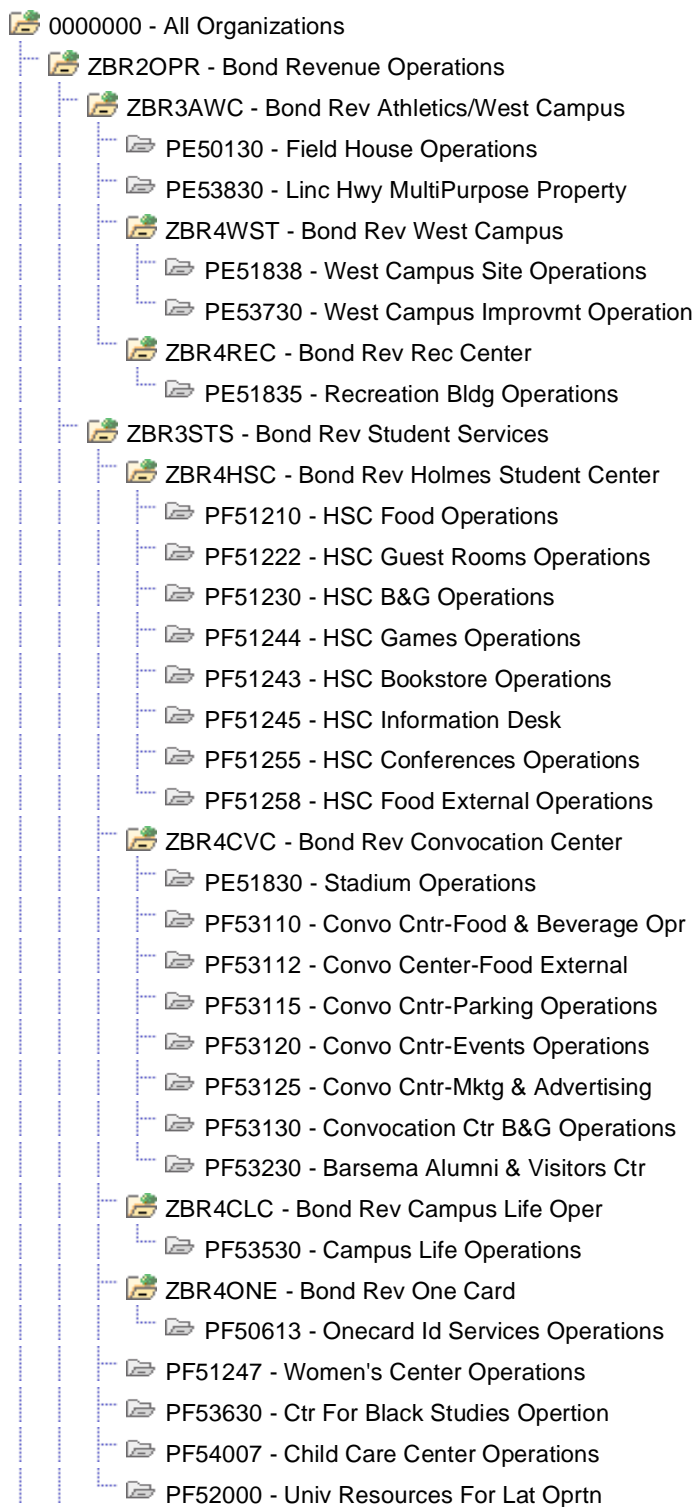 0000000 - All Organizations
ZBR2OPR - Bond Revenue Operations
ZBR3AWC - Bond Rev Athletics/West Campus
PE50130 - Field House Operations
PE53830 - Linc Hwy MultiPurpose Property
ZBR4WST - Bond Rev West Campus
PE51838 - West Campus Site Operations
PE53730 - West Campus Improvmt Operation
ZBR4REC - Bond Rev Rec Center
PE51835 - Recreation Bldg Operations
ZBR3STS - Bond Rev Student Services
ZBR4HSC - Bond Rev Holmes Student Center
PF51210 - HSC Food Operations
PF51222 - HSC Guest Rooms Operations
PF51230 - HSC B&G Operations
PF51244 - HSC Games Operations
PF51243 - HSC Bookstore Operations
PF51245 - HSC Information Desk
PF51255 - HSC Conferences Operations
PF51258 - HSC Food External Operations
ZBR4CVC - Bond Rev Convocation Center
PE51830 - Stadium Operations
PF53110 - Convo Cntr-Food & Beverage Opr
PF53112 - Convo Center-Food External
PF53115 - Convo Cntr-Parking Operations
PF53120 - Convo Cntr-Events Operations
PF53125 - Convo Cntr-Mktg & Advertising
PF53130 - Convocation Ctr B&G Operations
PF53230 - Barsema Alumni & Visitors Ctr
ZBR4CLC - Bond Rev Campus Life Oper
PF53530 - Campus Life Operations
ZBR4ONE - Bond Rev One Card
PF50613 - Onecard Id Services Operations
PF51247 - Women's Center Operations
PF53630 - Ctr For Black Studies Opertion
PF54007 - Child Care Center Operations
PF52000 - Univ Resources For Lat Oprtn